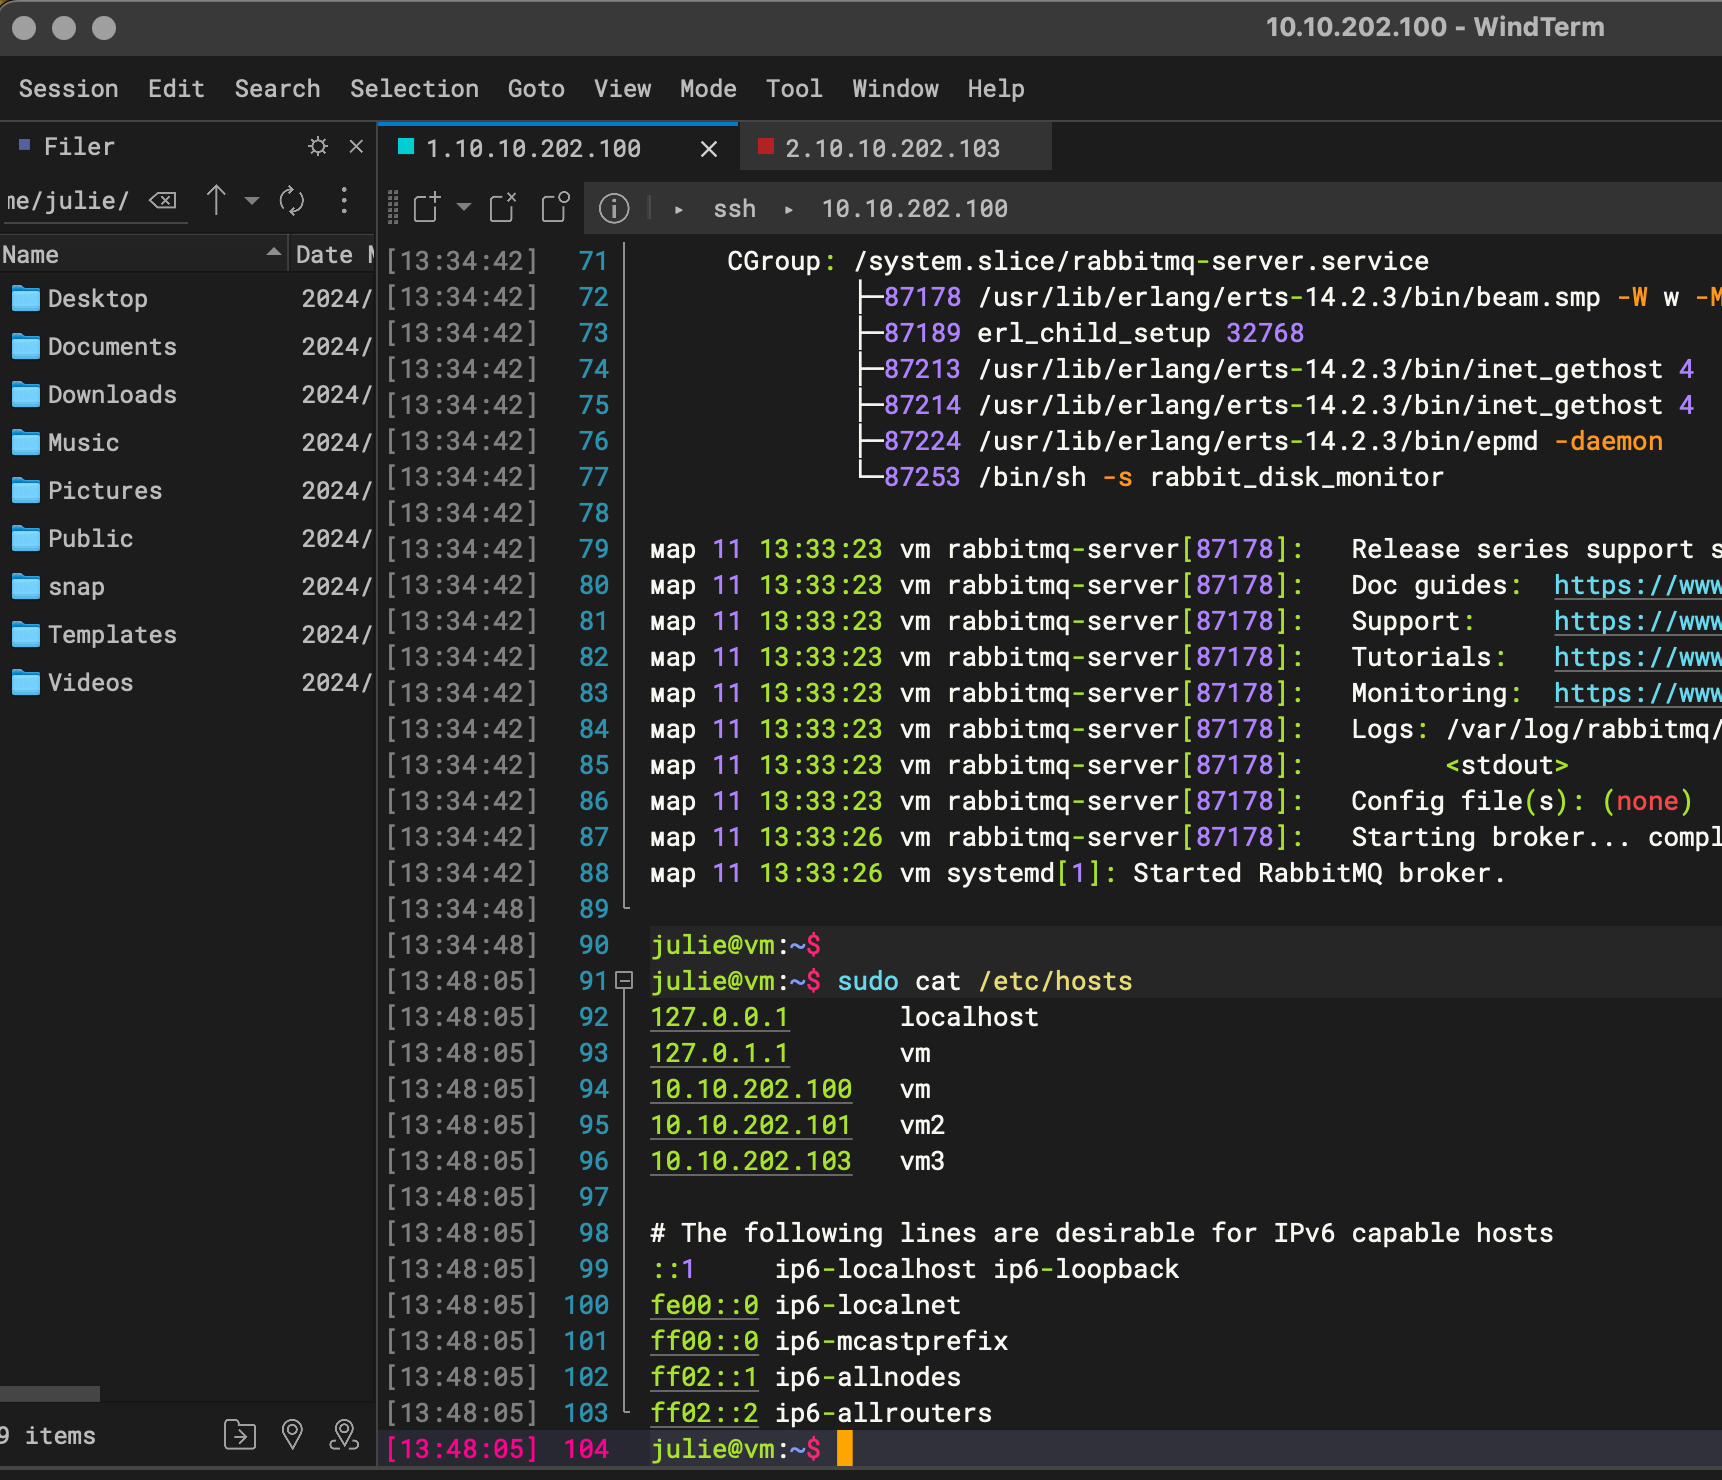 10.10.202.100 - WindTerm
Session Edit Search Selection Goto View Mode Tool Window Help
Filer
1.10.10.202.100
2.10.10.202.103
/julie/
ssh 10.10.202.100
Name Date
Desktop 2024/
Documents 2024/
Downloads 2024/
Music 2024/
Pictures 2024/
Public 2024/
snap 2024/
Templates 2024/
Videos 2024/
9 items
[13:34:42] 71 CGroup: /system.slice/rabbitmq-server.service
[13:34:42] 72 ├─87178 /usr/lib/erlang/erts-14.2.3/bin/beam.smp -W w -M
[13:34:42] 73 ├─87189 erl_child_setup 32768
[13:34:42] 74 ├─87213 /usr/lib/erlang/erts-14.2.3/bin/inet_gethost 4
[13:34:42] 75 ├─87214 /usr/lib/erlang/erts-14.2.3/bin/inet_gethost 4
[13:34:42] 76 ├─87224 /usr/lib/erlang/erts-14.2.3/bin/epmd -daemon
[13:34:42] 77 └─87253 /bin/sh -s rabbit_disk_monitor
[13:34:42] 78
[13:34:42] 79 мар 11 13:33:23 vm rabbitmq-server[87178]: Release series support s
[13:34:42] 80 мар 11 13:33:23 vm rabbitmq-server[87178]: Doc guides: https://www
[13:34:42] 81 мар 11 13:33:23 vm rabbitmq-server[87178]: Support: https://www
[13:34:42] 82 мар 11 13:33:23 vm rabbitmq-server[87178]: Tutorials: https://www
[13:34:42] 83 мар 11 13:33:23 vm rabbitmq-server[87178]: Monitoring: https://www
[13:34:42] 84 мар 11 13:33:23 vm rabbitmq-server[87178]: Logs: /var/log/rabbitmq/
[13:34:42] 85 мар 11 13:33:23 vm rabbitmq-server[87178]: <stdout>
[13:34:42] 86 мар 11 13:33:23 vm rabbitmq-server[87178]: Config file(s): (none)
[13:34:42] 87 мар 11 13:33:26 vm rabbitmq-server[87178]: Starting broker... compl
[13:34:42] 88 мар 11 13:33:26 vm systemd[1]: Started RabbitMQ broker.
[13:34:48] 89
[13:34:48] 90 julie@vm:~$
[13:48:05] 91 julie@vm:~$ sudo cat /etc/hosts
[13:48:05] 92 127.0.0.1 localhost
[13:48:05] 93 127.0.1.1 vm
[13:48:05] 94 10.10.202.100 vm
[13:48:05] 95 10.10.202.101 vm2
[13:48:05] 96 10.10.202.103 vm3
[13:48:05] 97
[13:48:05] 98 # The following lines are desirable for IPv6 capable hosts
[13:48:05] 99 ::1 ip6-localhost ip6-loopback
[13:48:05] 100 fe00::0 ip6-localnet
[13:48:05] 101 ff00::0 ip6-mcastprefix
[13:48:05] 102 ff02::1 ip6-allnodes
[13:48:05] 103 ff02::2 ip6-allrouters
[13:48:05] 104 julie@vm:~$